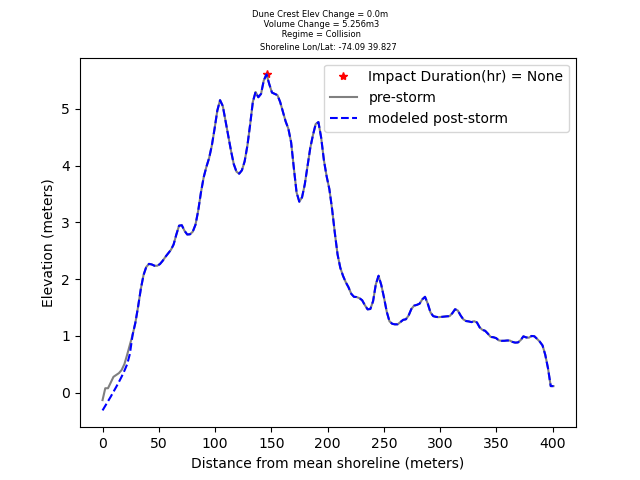 Dune Crest Elev Change = 0.0m
Volume Change = 5.256m3
Regime = Collision
Shoreline Lon/Lat: -74.09 39.827
Impact Duration(hr) = None
pre-storm
modeled post-storm
Elevation (meters)
5
4
3
2
1
0
0 50 100 150 200 250 300 350 400
Distance from mean shoreline (meters)